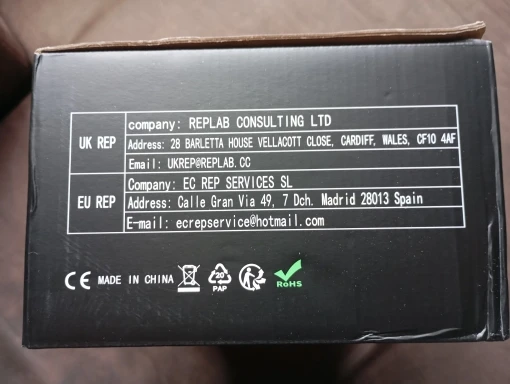 UK REP
company: REPLAB CONSULTING LTD
Address: 28 BARLETTA HOUSE VELLACOTT CLOSE, CARDIFF, WALES, CF10 4AF
Email: UKREP@REPLAB.CC
EU REP
Company: EC REP SERVICES SL
Address: Calle Gran Via 49, 7 Dch. Madrid 28013 Spain
E-mail: ecrepservice@hotmail.com
CE MADE IN CHINA 20 PAP RoHS